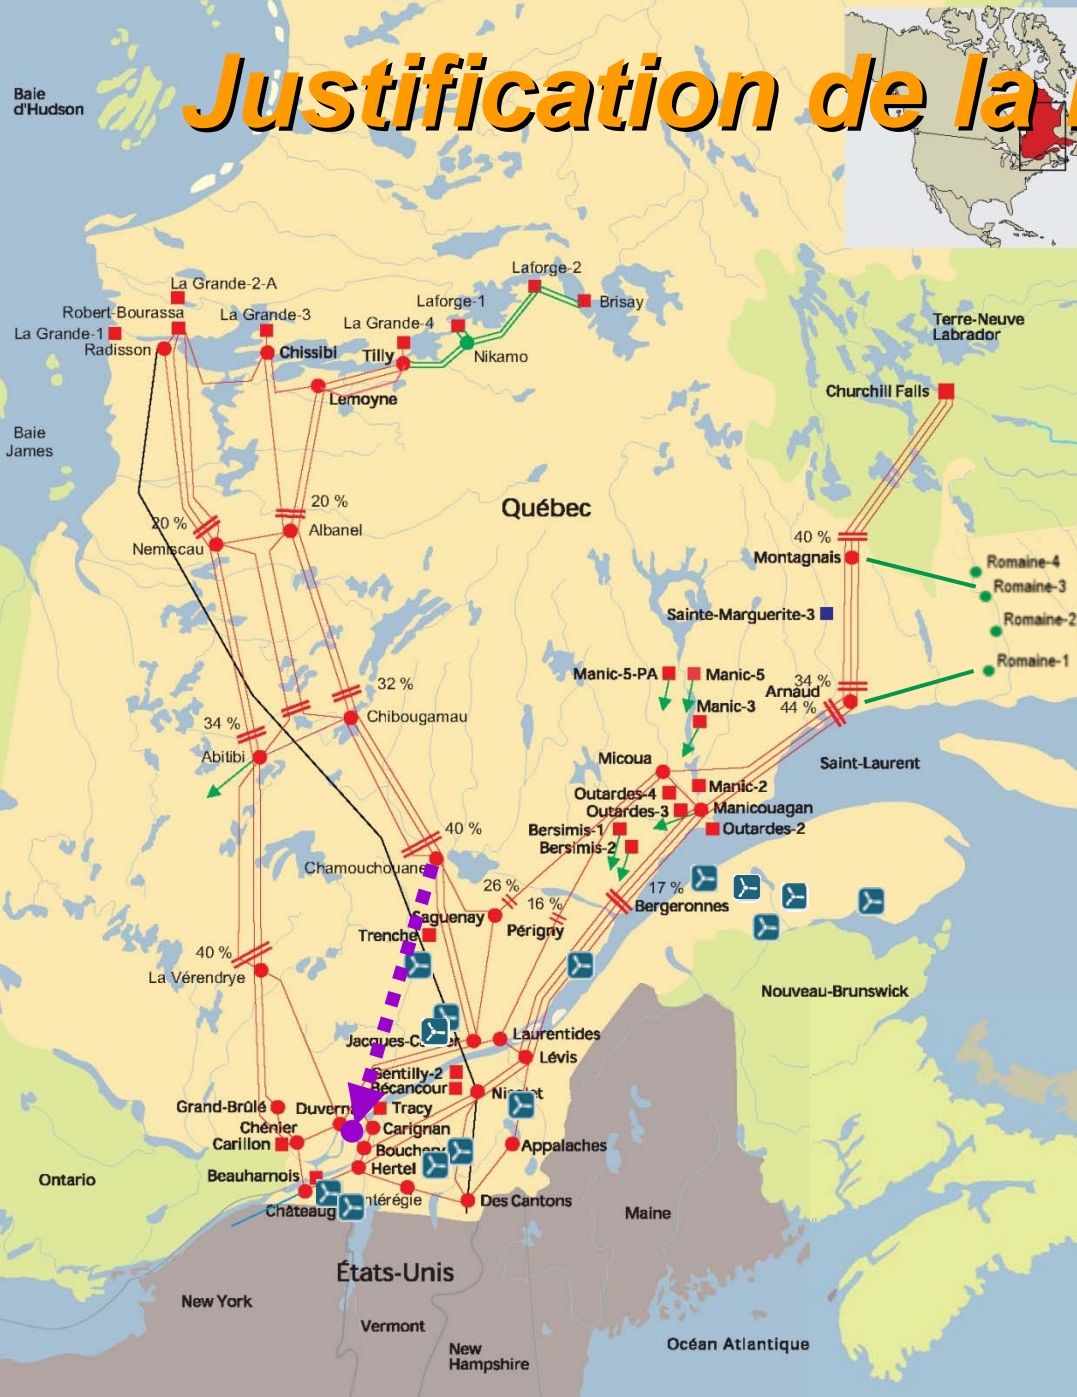 Justification de la
Baie
d'Hudson
Laforge-2
La Grande-2-A
Laforge-1
Brisay
Robert-Bourassa
La Grande-3
La Grande-4
Terre-Neuve
Labrador
La Grande-1
Radisson
Chissibi
Tilly
Nikamo
Lemoyne
Churchill Falls
Baie
James
20 %
Québec
20 %
Albanel
40 %
Nemiscau
Montagnais
Romaine-4
Romaine-3
Sainte-Marguerite-3
Romaine-2
Romaine-1
Manic-5-PA
Manic-5
34 %
32 %
Arnaud
Manic-3
44 %
Chibougamau
34 %
Abitibi
Micoua
Saint-Laurent
Manic-2
Outardes-4
Outardes-3
Manicouagan
40 %
Bersimis-1
Outardes-2
Bersimis-2
Chamouchouane
26 %
17 %
16 %
Bergeronnes
Saguenay
Périgny
Trenche
40 %
La Vérendrye
Nouveau-Brunswick
Laurentides
Lévis
Gentilly-2
Bécancour
Grand-Brûlé
Tracy
Chénier
Carignan
Carillon
Appalaches
Hertel
Beauharnois
Ontario
Des Cantons
Maine
États-Unis
New York
Vermont
Océan Atlantique
New
Hampshire